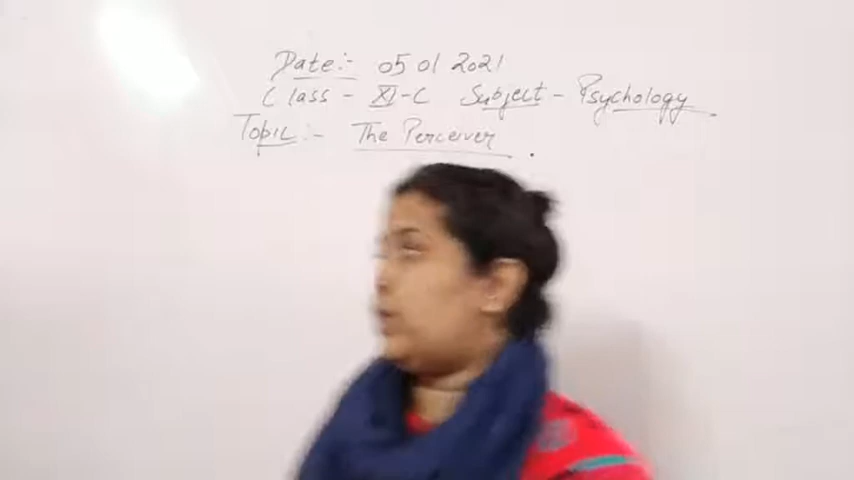 Date :- 05 01 2021
Class - XI-C Subject - Psychology
Topic :- The Perceiver